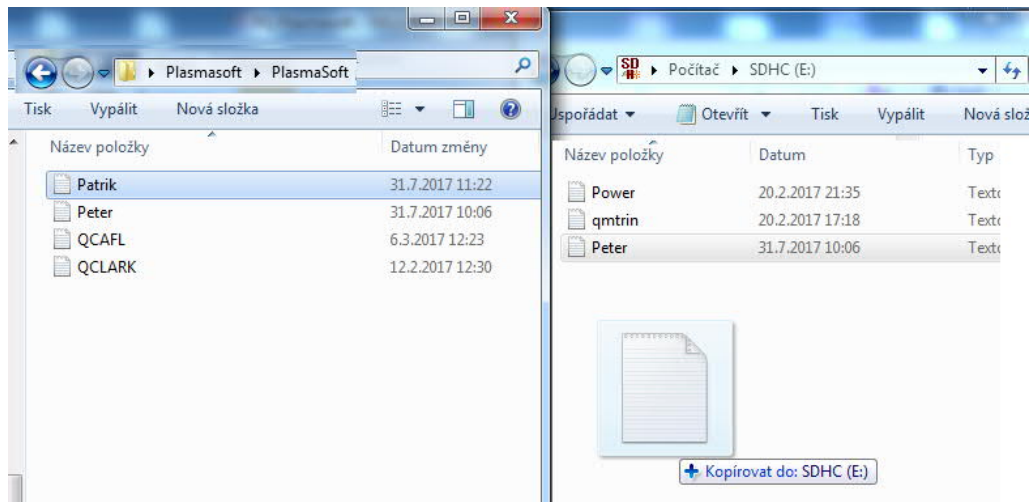 Plasmasoft PlasmaSoft
Tisk Vypálit Nová složka
Název položky Datum změny
Patrik 31.7.2017 11:22
Peter 31.7.2017 10:06
QCAFL 6.3.2017 12:23
QCLARK 12.2.2017 12:30
SD
Počítač SDHC (E:)
Uspořádat Otevřít Tisk Vypálit Nová slož
Název položky Datum Typ
Power 20.2.2017 21:35 Texto
qmtrin 20.2.2017 17:18 Texto
Peter 31.7.2017 10:06 Texto
Kopírovat do: SDHC (E:)